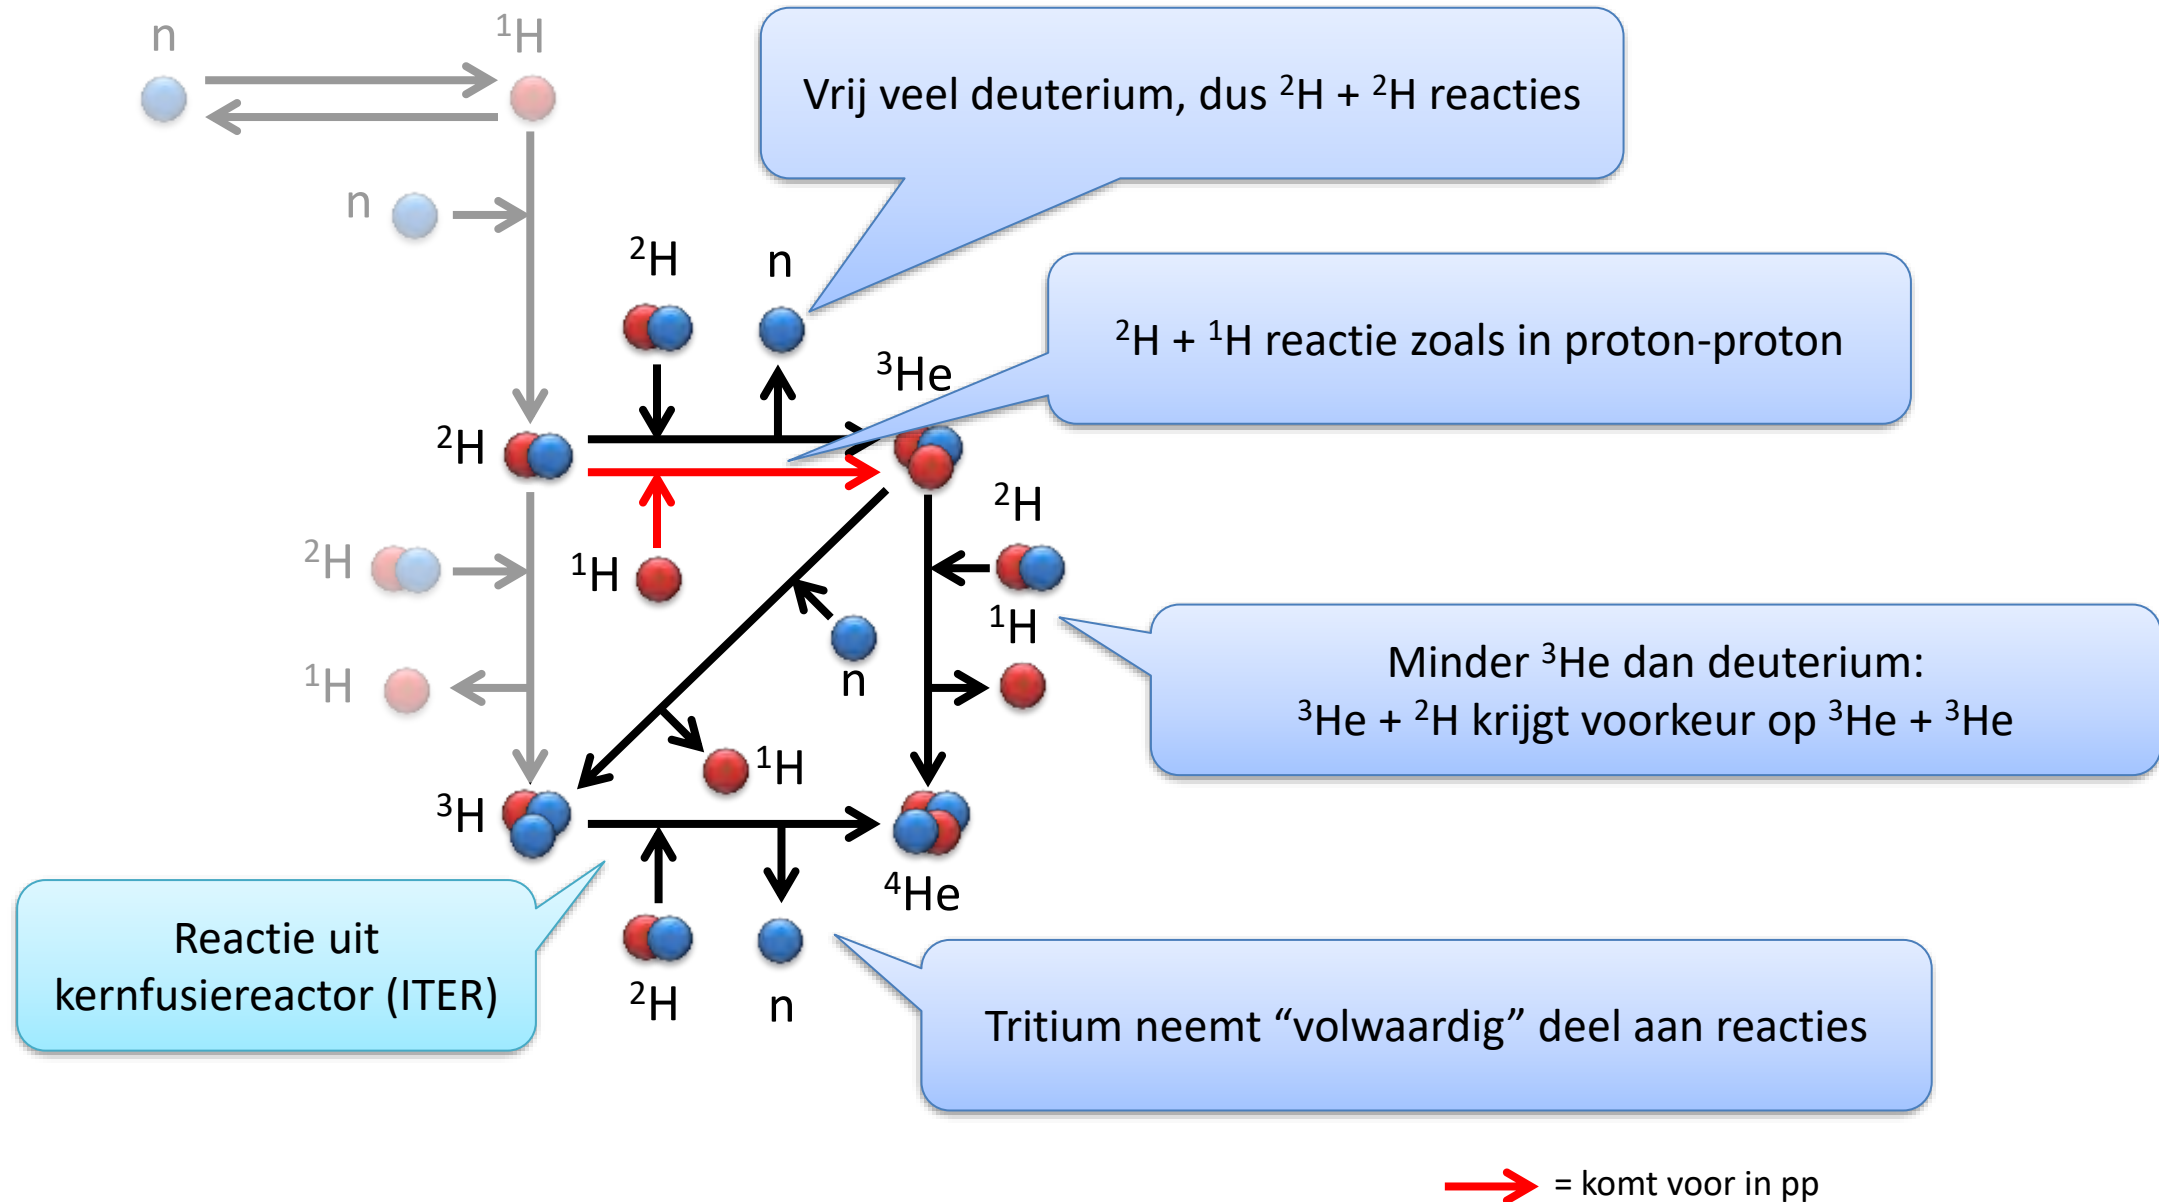 n
¹H
Vrij veel deuterium, dus ²H + ²H reacties
n
²H
n
²H + ¹H reactie zoals in proton-proton
³He
²H
²H
²H
¹H
¹H
n
Minder ³He dan deuterium:
³He + ²H krijgt voorkeur op ³He + ³He
¹H
¹H
³H
⁴He
Reactie uit
kernfusiereactor (ITER)
²H
n
Tritium neemt “volwaardig” deel aan reacties
= komt voor in pp